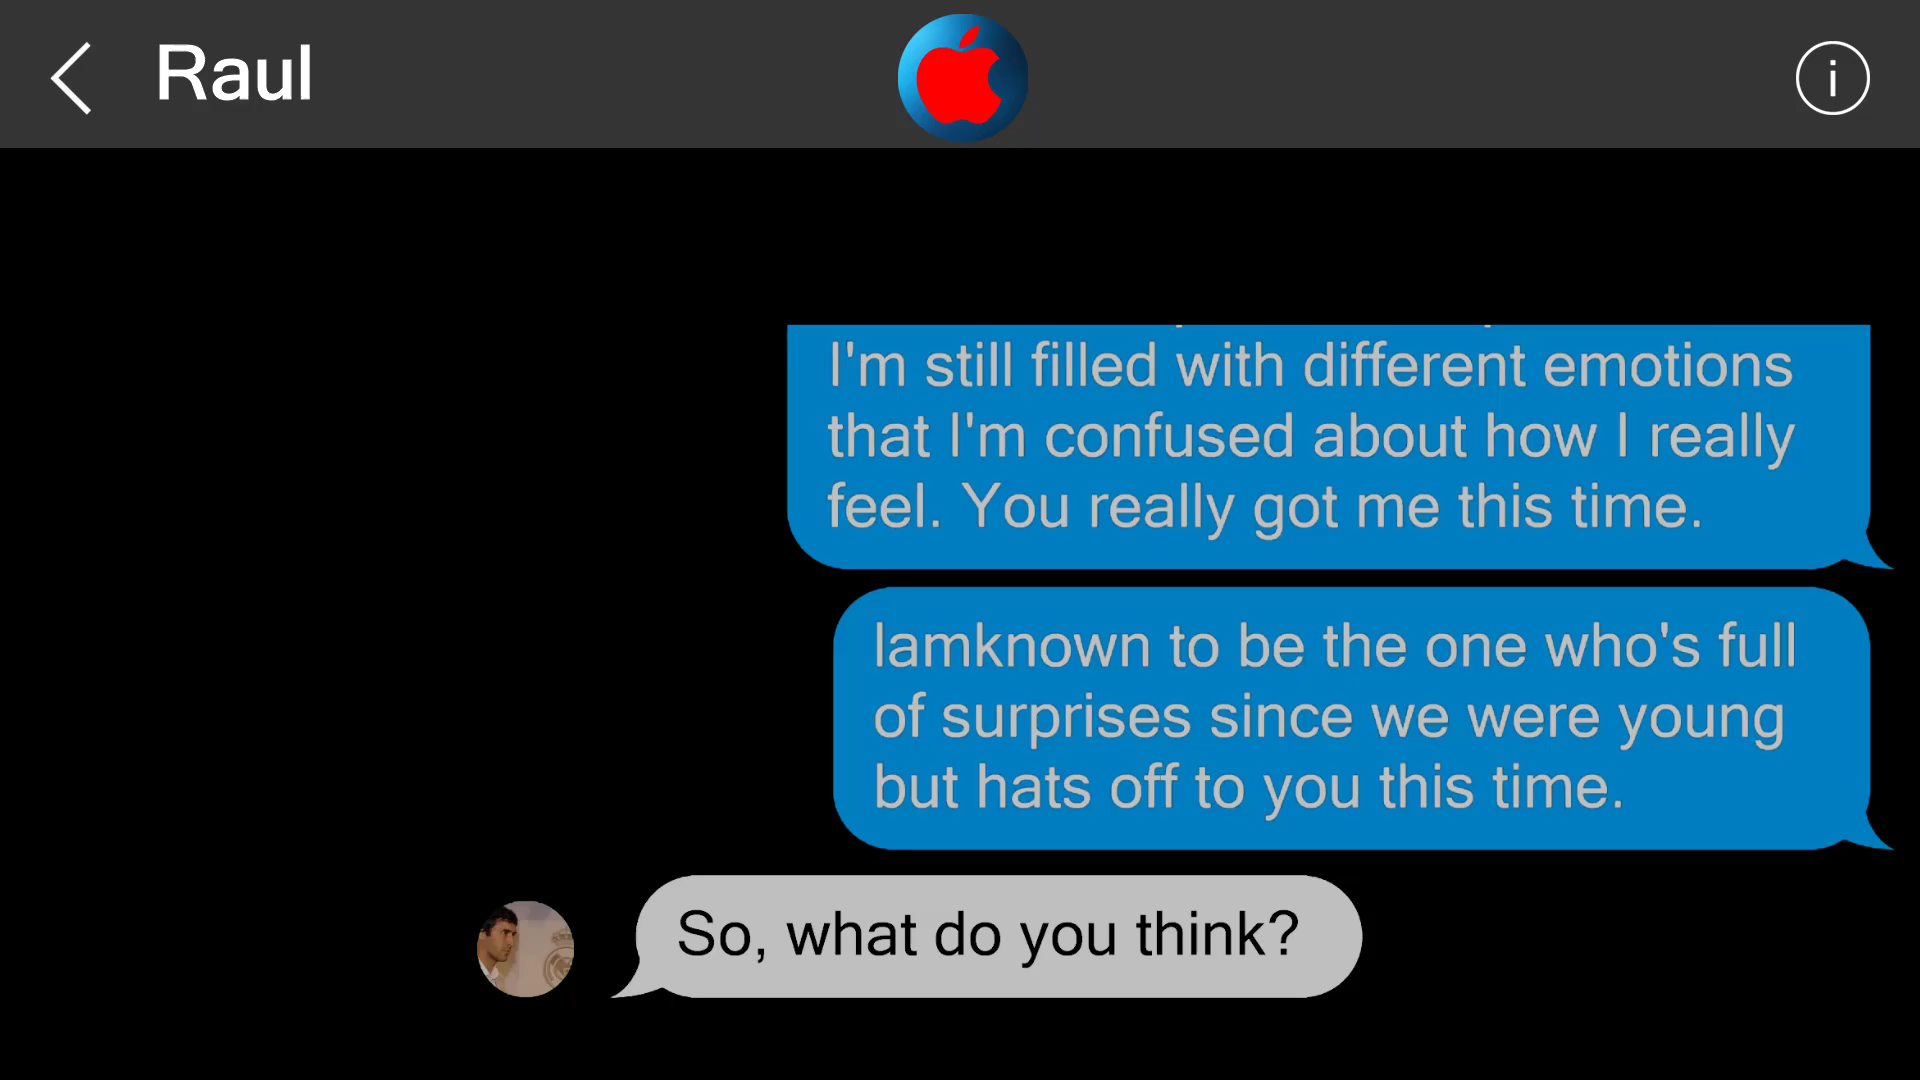 Raul
i
I'm still filled with different emotions
that I'm confused about how I really
feel. You really got me this time.
Iamknown to be the one who's full
of surprises since we were young
but hats off to you this time.
So, what do you think?